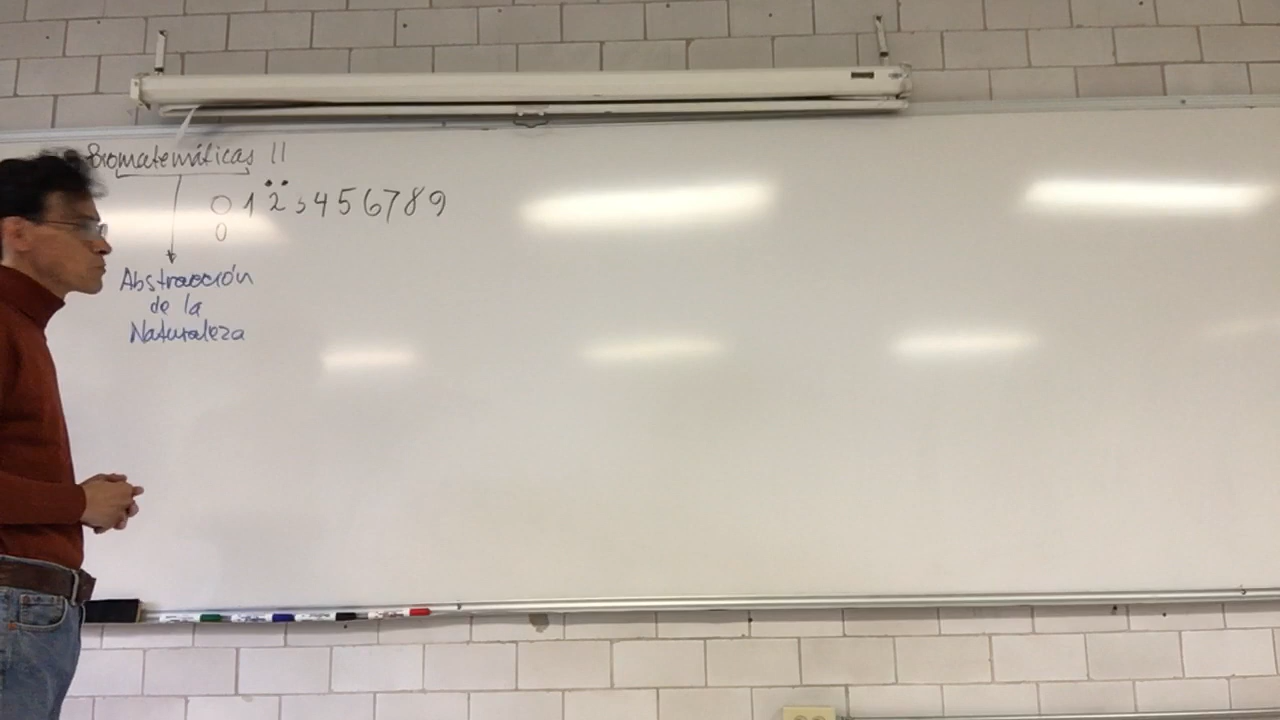 Biomatemáticas II
0 1 2 3 4 5 6 7 8 9
0
Abstracción
de la
Naturaleza